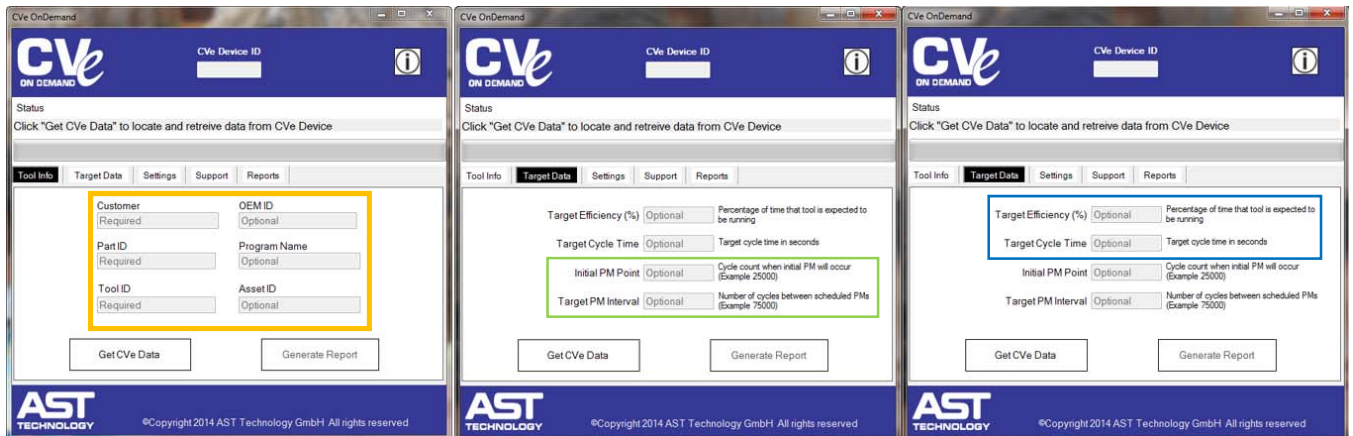 CVe OnDemand
CVe
ON DEMAND
CVe Device ID
i
Status
Click "Get CVe Data" to locate and retreive data from CVe Device
Tool Info Target Data Settings Support Reports
Customer OEM ID
Required Optional
Part ID Program Name
Required Optional
Tool ID Asset ID
Required Optional
Get CVe Data Generate Report
AST
TECHNOLOGY
©Copyright 2014 AST Technology GmbH All rights reserved
CVe OnDemand
CVe
ON DEMAND
CVe Device ID
i
Status
Click "Get CVe Data" to locate and retreive data from CVe Device
Tool Info Target Data Settings Support Reports
Target Efficiency (%) Optional Percentage of time that tool is expected to
be running
Target Cycle Time Optional Target cycle time in seconds
Initial PM Point Optional Cycle count when initial PM will occur
(Example 25000)
Target PM Interval Optional Number of cycles between scheduled PMs
(Example 75000)
Get CVe Data Generate Report
AST
TECHNOLOGY
©Copyright 2014 AST Technology GmbH All rights reserved
CVe OnDemand
CVe
ON DEMAND
CVe Device ID
i
Status
Click "Get CVe Data" to locate and retreive data from CVe Device
Tool Info Target Data Settings Support Reports
Target Efficiency (%) Optional Percentage of time that tool is expected to
be running
Target Cycle Time Optional Target cycle time in seconds
Initial PM Point Optional Cycle count when initial PM will occur
(Example 25000)
Target PM Interval Optional Number of cycles between scheduled PMs
(Example 75000)
Get CVe Data Generate Report
AST
TECHNOLOGY
©Copyright 2014 AST Technology GmbH All rights reserved